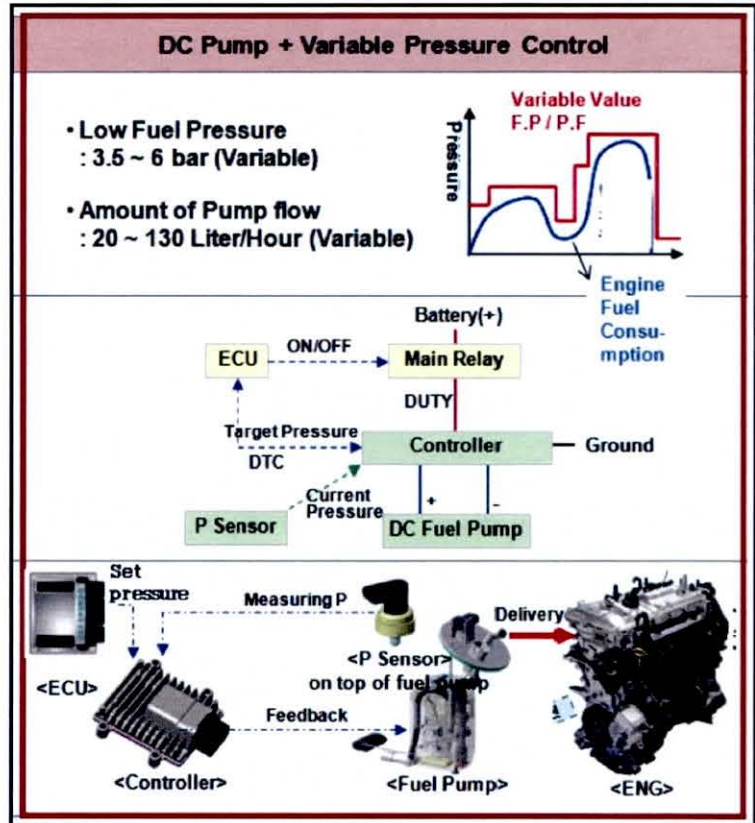 DC Pump + Variable Pressure Control
• Low Fuel Pressure
: 3.5 ~ 6 bar (Variable)
• Amount of Pump flow
: 20 ~ 130 Liter/Hour (Variable)
Variable Value
F.P / P.F
Pressure
Engine
Fuel
Consu-
mption
Battery(+)
ECU
ON/OFF
Main Relay
DUTY
Target Pressure
DTC
Controller
Ground
Current
Pressure
+
-
P Sensor
DC Fuel Pump
Set
pressure
Measuring P
Delivery
<P Sensor>
on top of fuel pump
<ECU>
Feedback
<Controller>
<Fuel Pump>
<ENG>